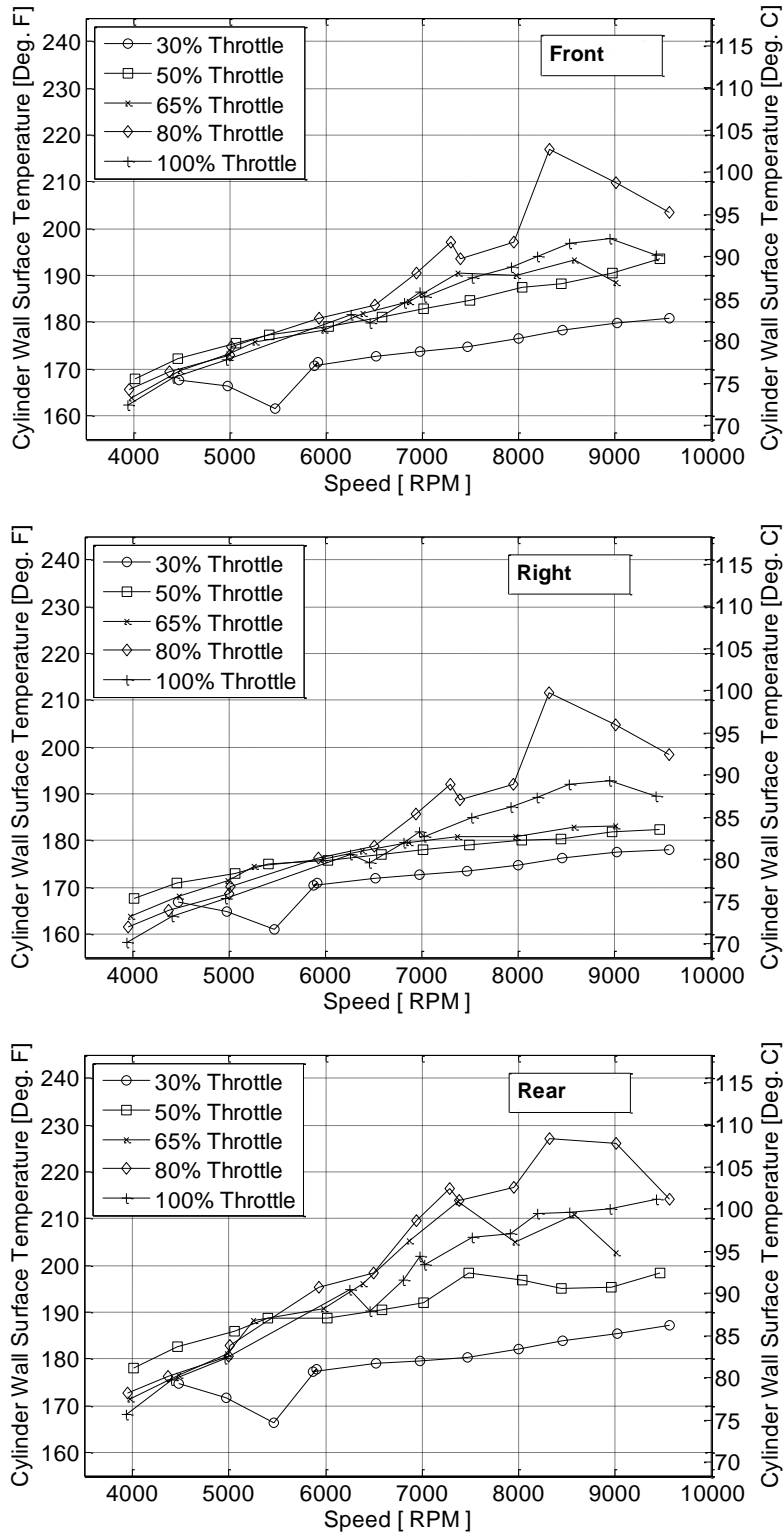 240
230
220
210
200
190
180
170
160
Cylinder Wall Surface Temperature [Deg. F]
30% Throttle
50% Throttle
65% Throttle
80% Throttle
100% Throttle
Front
115
110
105
100
95
90
85
80
75
70
Cylinder Wall Surface Temperature [Deg. C]
4000 5000 6000 7000 8000 9000 10000
Speed [ RPM ]
240
230
220
210
200
190
180
170
160
Cylinder Wall Surface Temperature [Deg. F]
30% Throttle
50% Throttle
65% Throttle
80% Throttle
100% Throttle
Right
115
110
105
100
95
90
85
80
75
70
Cylinder Wall Surface Temperature [Deg. C]
4000 5000 6000 7000 8000 9000 10000
Speed [ RPM ]
240
230
220
210
200
190
180
170
160
Cylinder Wall Surface Temperature [Deg. F]
30% Throttle
50% Throttle
65% Throttle
80% Throttle
100% Throttle
Rear
115
110
105
100
95
90
85
80
75
70
Cylinder Wall Surface Temperature [Deg. C]
4000 5000 6000 7000 8000 9000 10000
Speed [ RPM ]